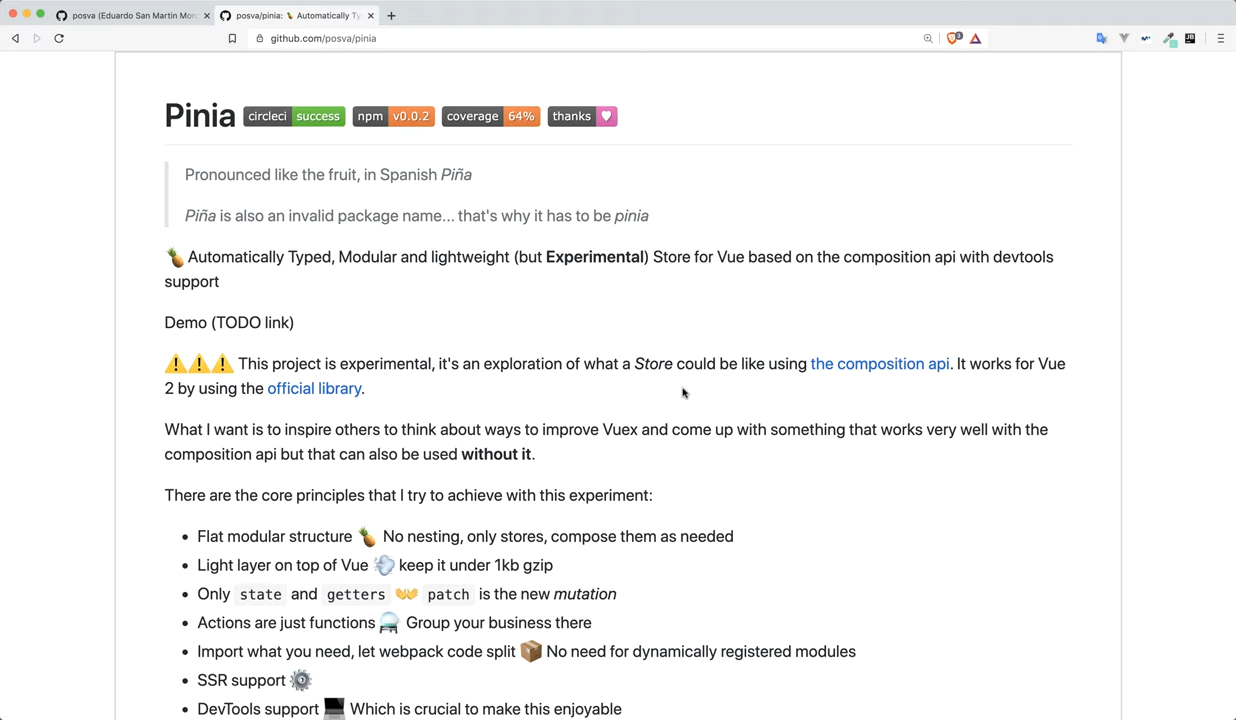 posva (Eduardo San Martin Mor
posva/pinia: 🍍 Automatically Ty
github.com/posva/pinia
Pinia circleci success npm v0.0.2 coverage 64% thanks ♥
Pronounced like the fruit, in Spanish Piña
Piña is also an invalid package name... that's why it has to be pinia
🍍 Automatically Typed, Modular and lightweight (but Experimental) Store for Vue based on the composition api with devtools
support
Demo (TODO link)
⚠️⚠️⚠️ This project is experimental, it's an exploration of what a Store could be like using the composition api. It works for Vue
2 by using the official library.
What I want is to inspire others to think about ways to improve Vuex and come up with something that works very well with the
composition api but that can also be used without it.
There are the core principles that I try to achieve with this experiment:
• Flat modular structure 🍍 No nesting, only stores, compose them as needed
• Light layer on top of Vue 💨 keep it under 1kb gzip
• Only state and getters 👐 patch is the new mutation
• Actions are just functions ⚗️ Group your business there
• Import what you need, let webpack code split 📦 No need for dynamically registered modules
• SSR support ⚙️
• DevTools support 💻 Which is crucial to make this enjoyable